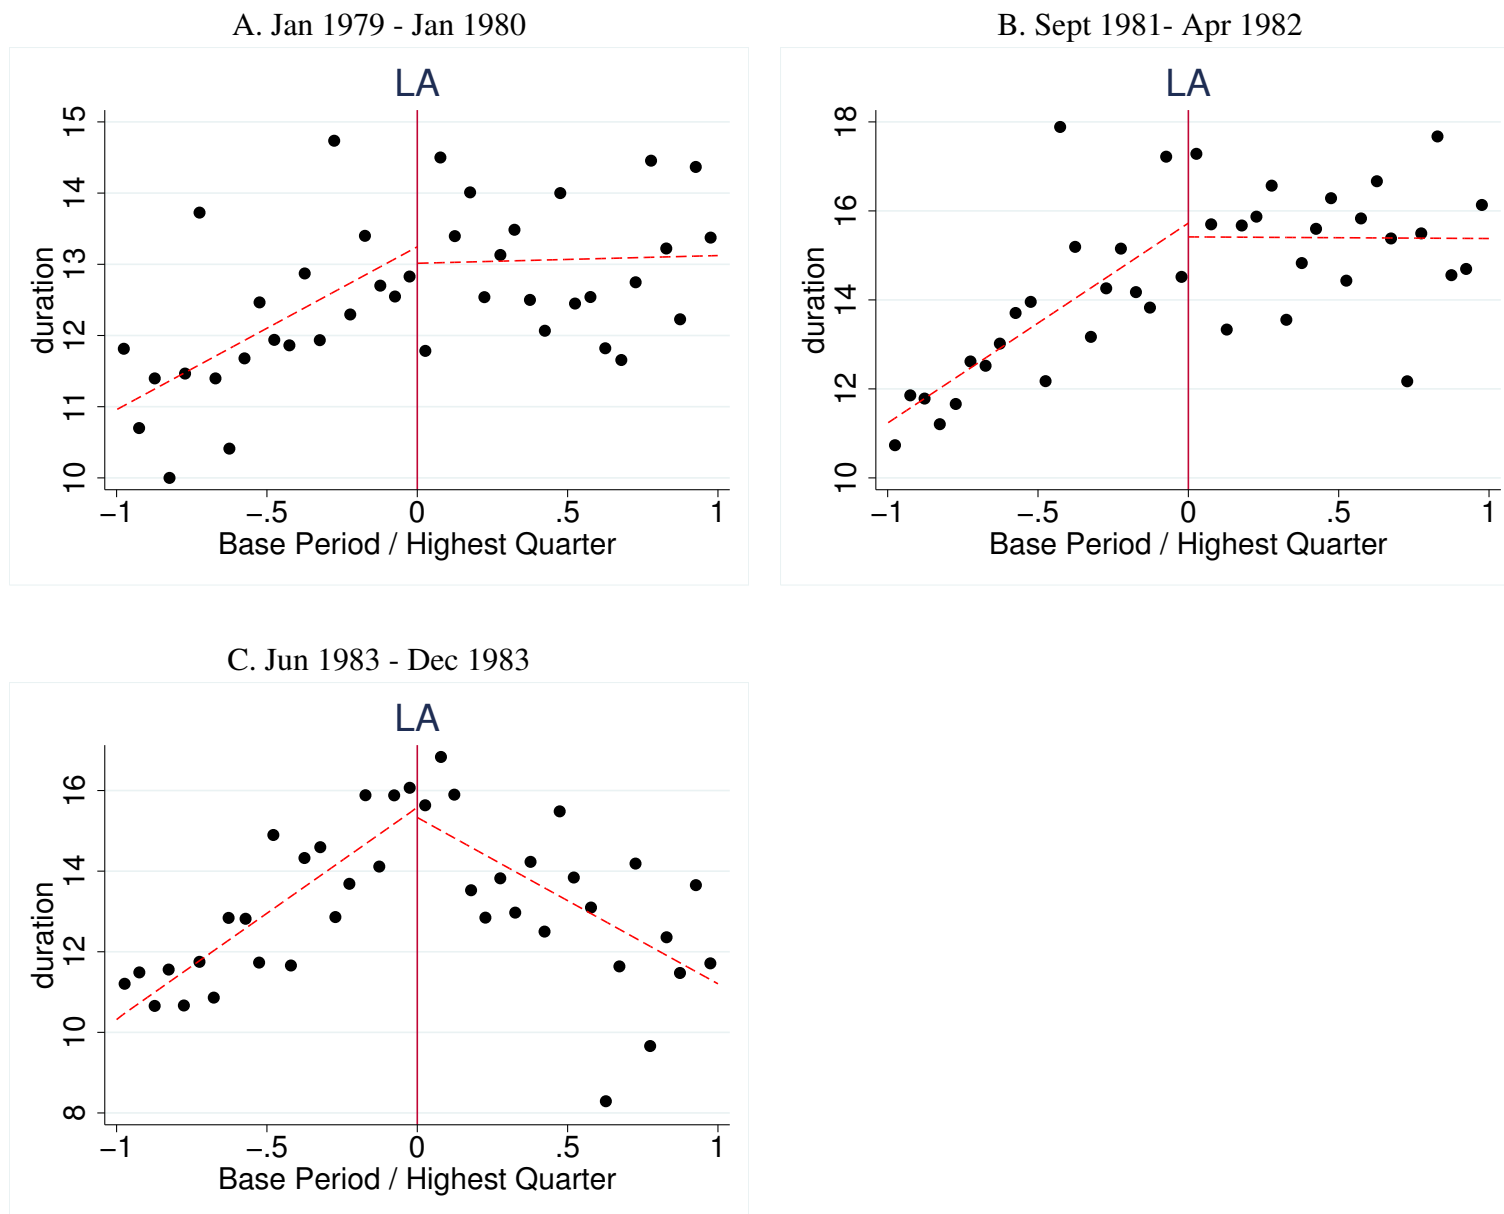 A. Jan 1979 - Jan 1980
LA
duration
15
14
13
12
11
10
−1
−.5
0
.5
1
Base Period / Highest Quarter
B. Sept 1981- Apr 1982
LA
duration
18
16
14
12
10
−1
−.5
0
.5
1
Base Period / Highest Quarter
C. Jun 1983 - Dec 1983
LA
duration
16
14
12
10
8
−1
−.5
0
.5
1
Base Period / Highest Quarter